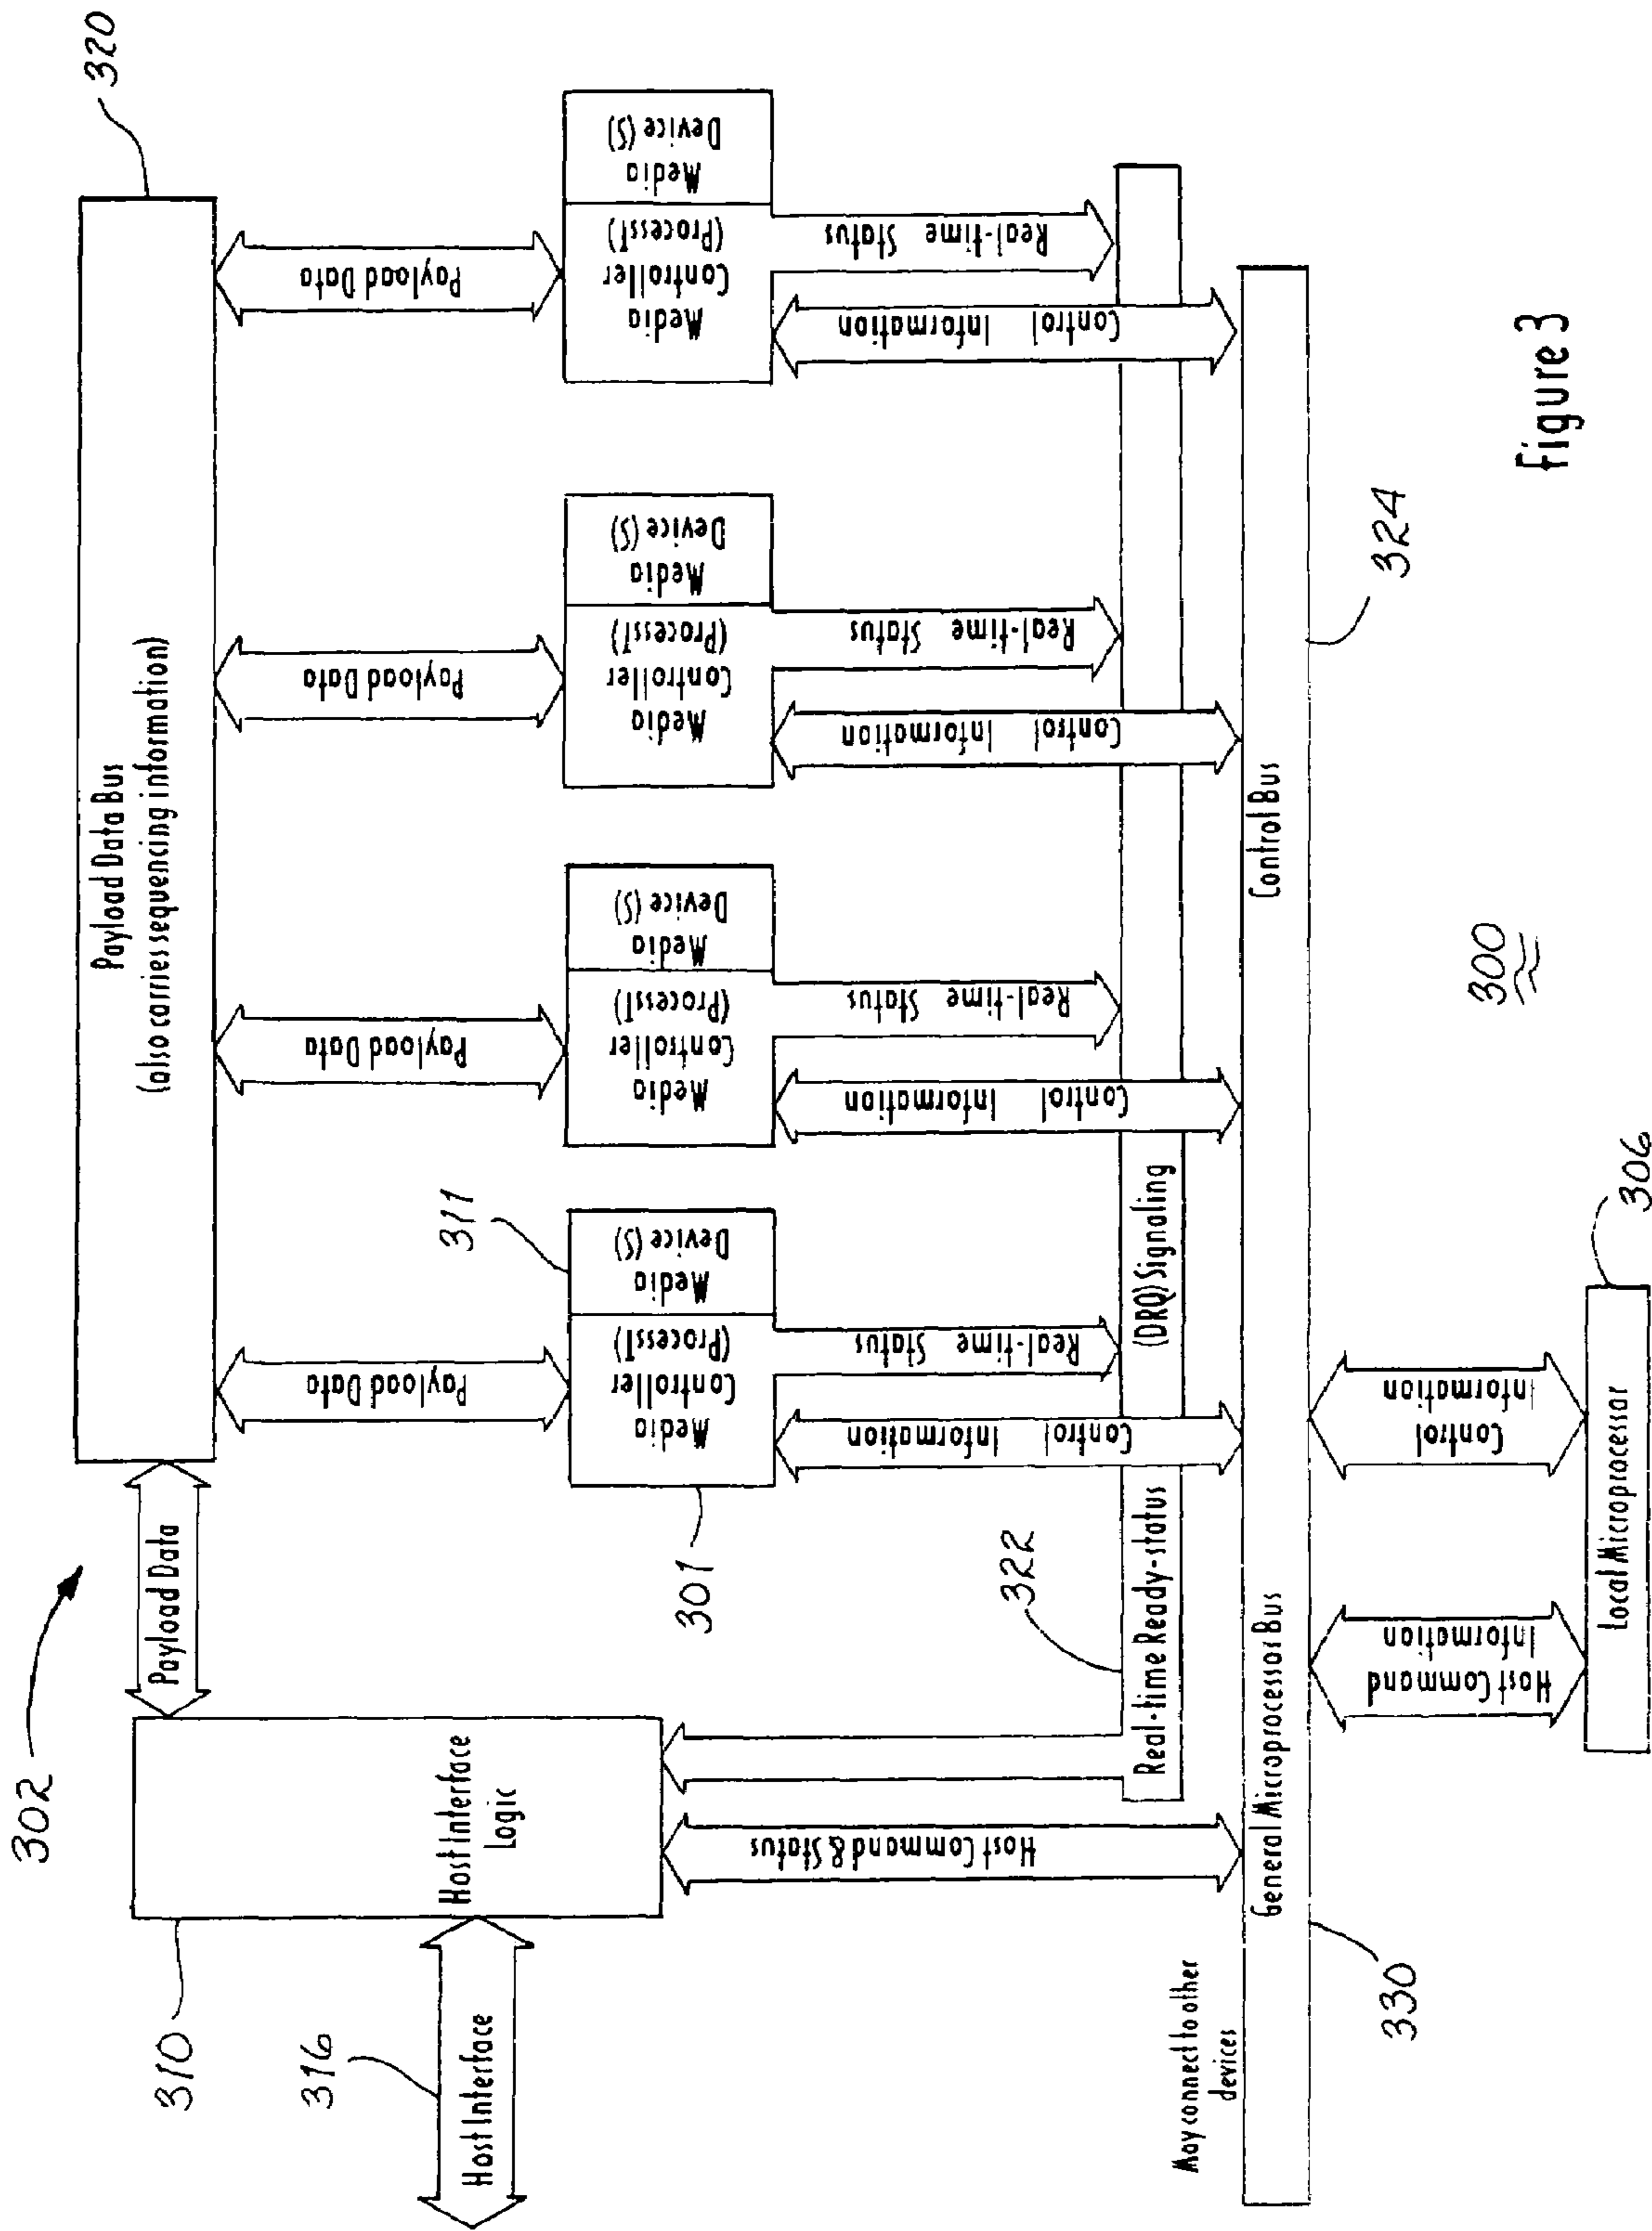 302
320
310
316
Host Interface
Host Interface
Logic
Payload Data
Payload Data Bus
(also carries sequencing information)
Payload Data
Payload Data
Payload Data
Payload Data
301
311
Media
Controller
(ProcessI)
Media
Device (S)
Media
Controller
(ProcessI)
Media
Device (S)
Media
Controller
(ProcessI)
Media
Device (S)
Media
Controller
(ProcessI)
Media
Device (S)
Host Command & Status
Control Information
Real-time Status
Control Information
Real-time Status
Control Information
Real-time Status
Control Information
Real-time Status
322
Real-time Ready-status
(DRQ) Signaling
May connect to other
devices
General Microprocessor Bus
Control Bus
330
324
Host Command
Information
Control
Information
Local Microprocessor
306
300
Figure 3